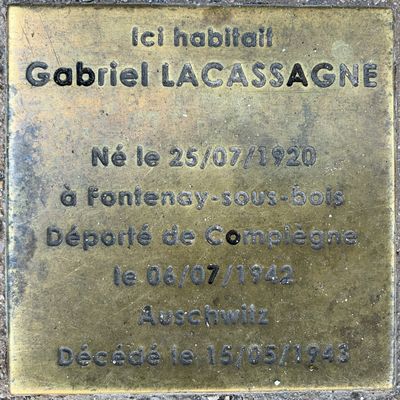 Ici habitait
Gabriel LACASSAGNE
Né le 25/07/1920
à Fontenay-sous-bois
Déporté de Compiègne
le 06/07/1942
Auschwitz
Décédé le 15/05/1943